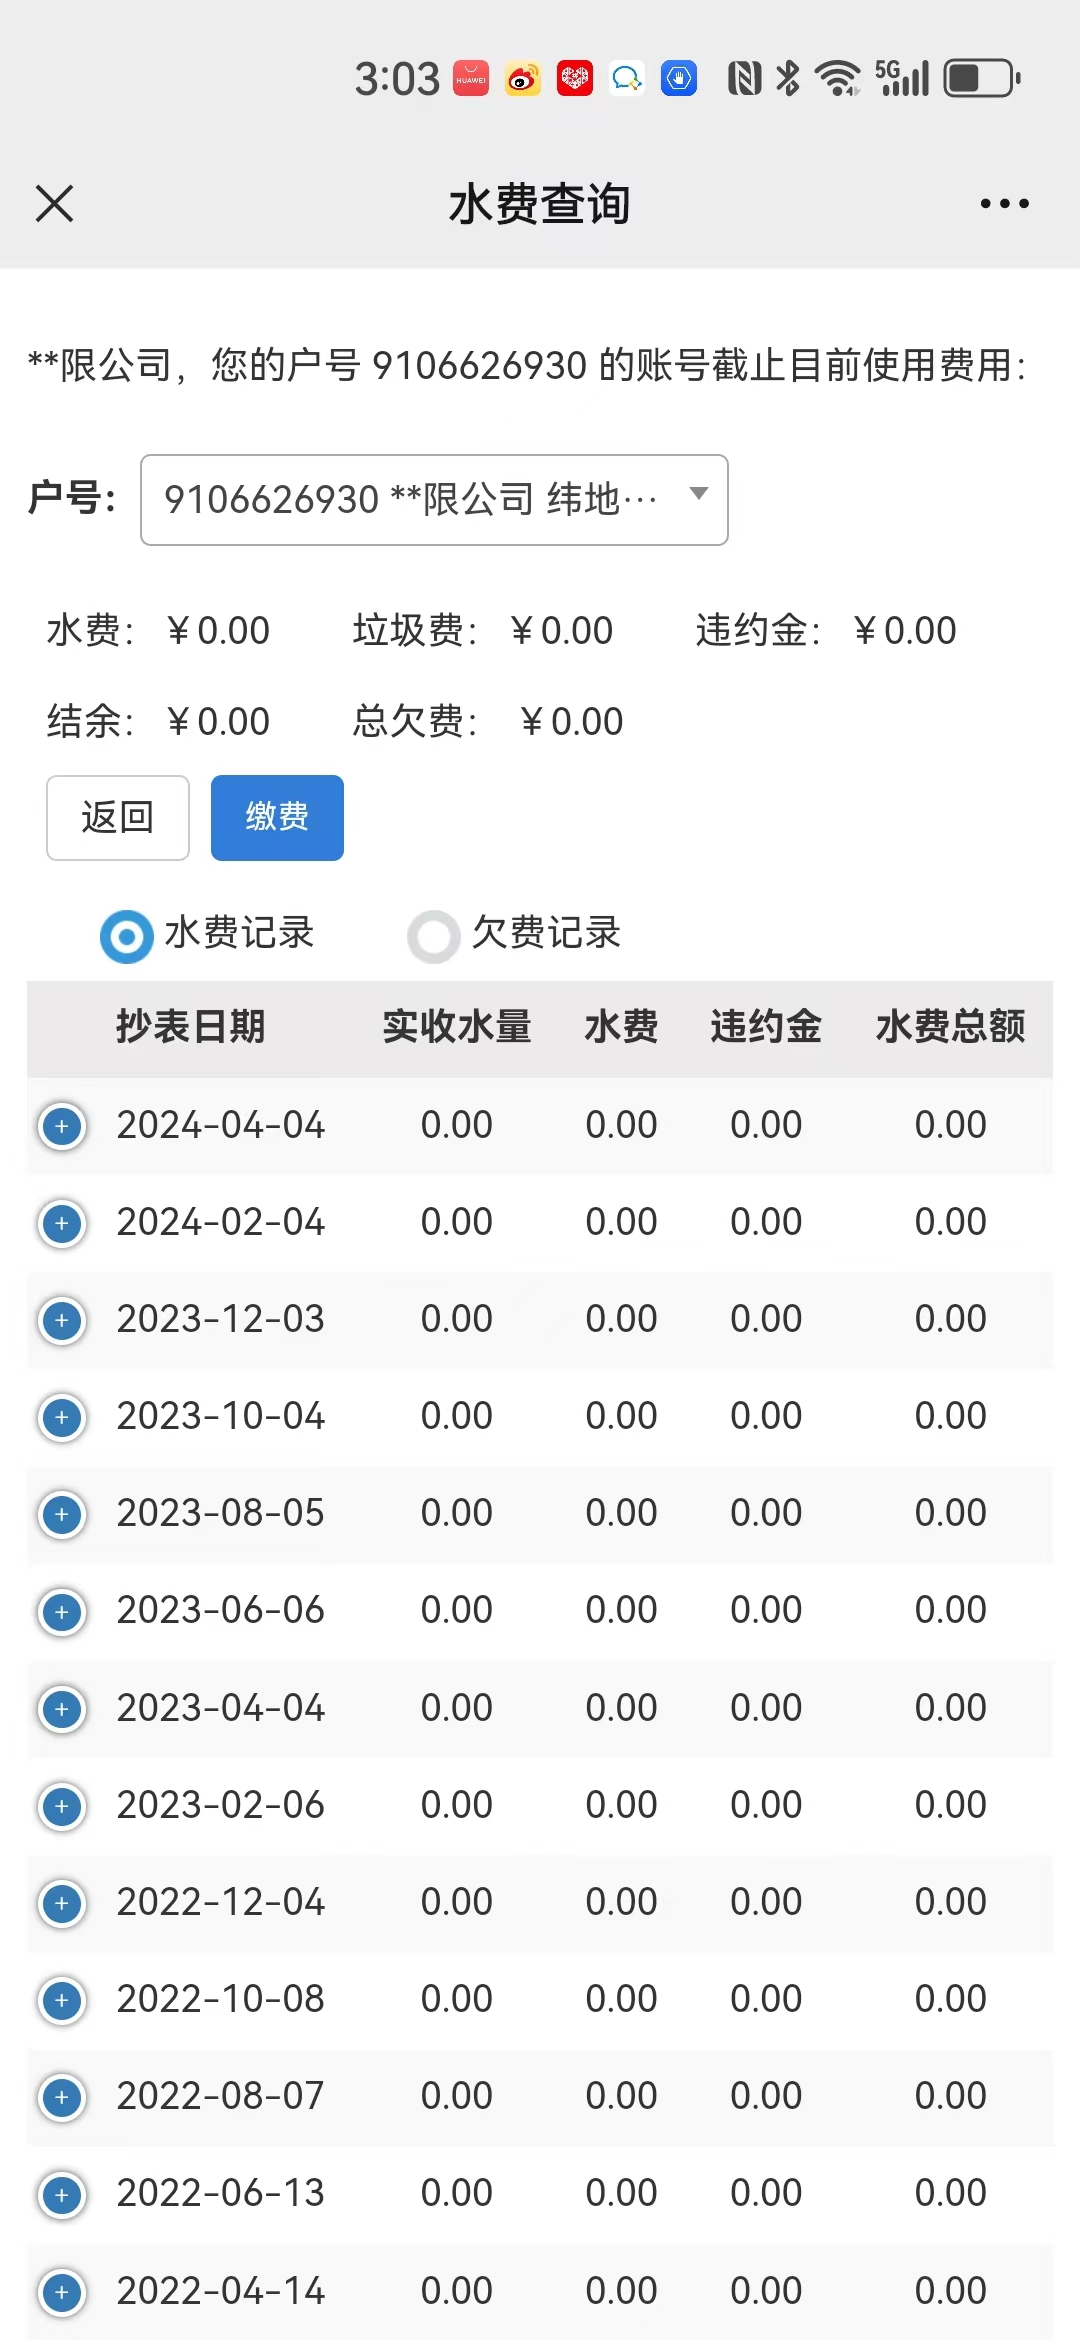 3:03 HUAWEI 5G
水费查询
**限公司，您的户号 9106626930 的账号截止目前使用费用：
户号： 9106626930 **限公司 纬地…
水费： ￥0.00 垃圾费： ￥0.00 违约金： ￥0.00
结余： ￥0.00 总欠费： ￥0.00
返回 缴费
水费记录 欠费记录
抄表日期 实收水量 水费 违约金 水费总额
2024-04-04 0.00 0.00 0.00 0.00
2024-02-04 0.00 0.00 0.00 0.00
2023-12-03 0.00 0.00 0.00 0.00
2023-10-04 0.00 0.00 0.00 0.00
2023-08-05 0.00 0.00 0.00 0.00
2023-06-06 0.00 0.00 0.00 0.00
2023-04-04 0.00 0.00 0.00 0.00
2023-02-06 0.00 0.00 0.00 0.00
2022-12-04 0.00 0.00 0.00 0.00
2022-10-08 0.00 0.00 0.00 0.00
2022-08-07 0.00 0.00 0.00 0.00
2022-06-13 0.00 0.00 0.00 0.00
2022-04-14 0.00 0.00 0.00 0.00